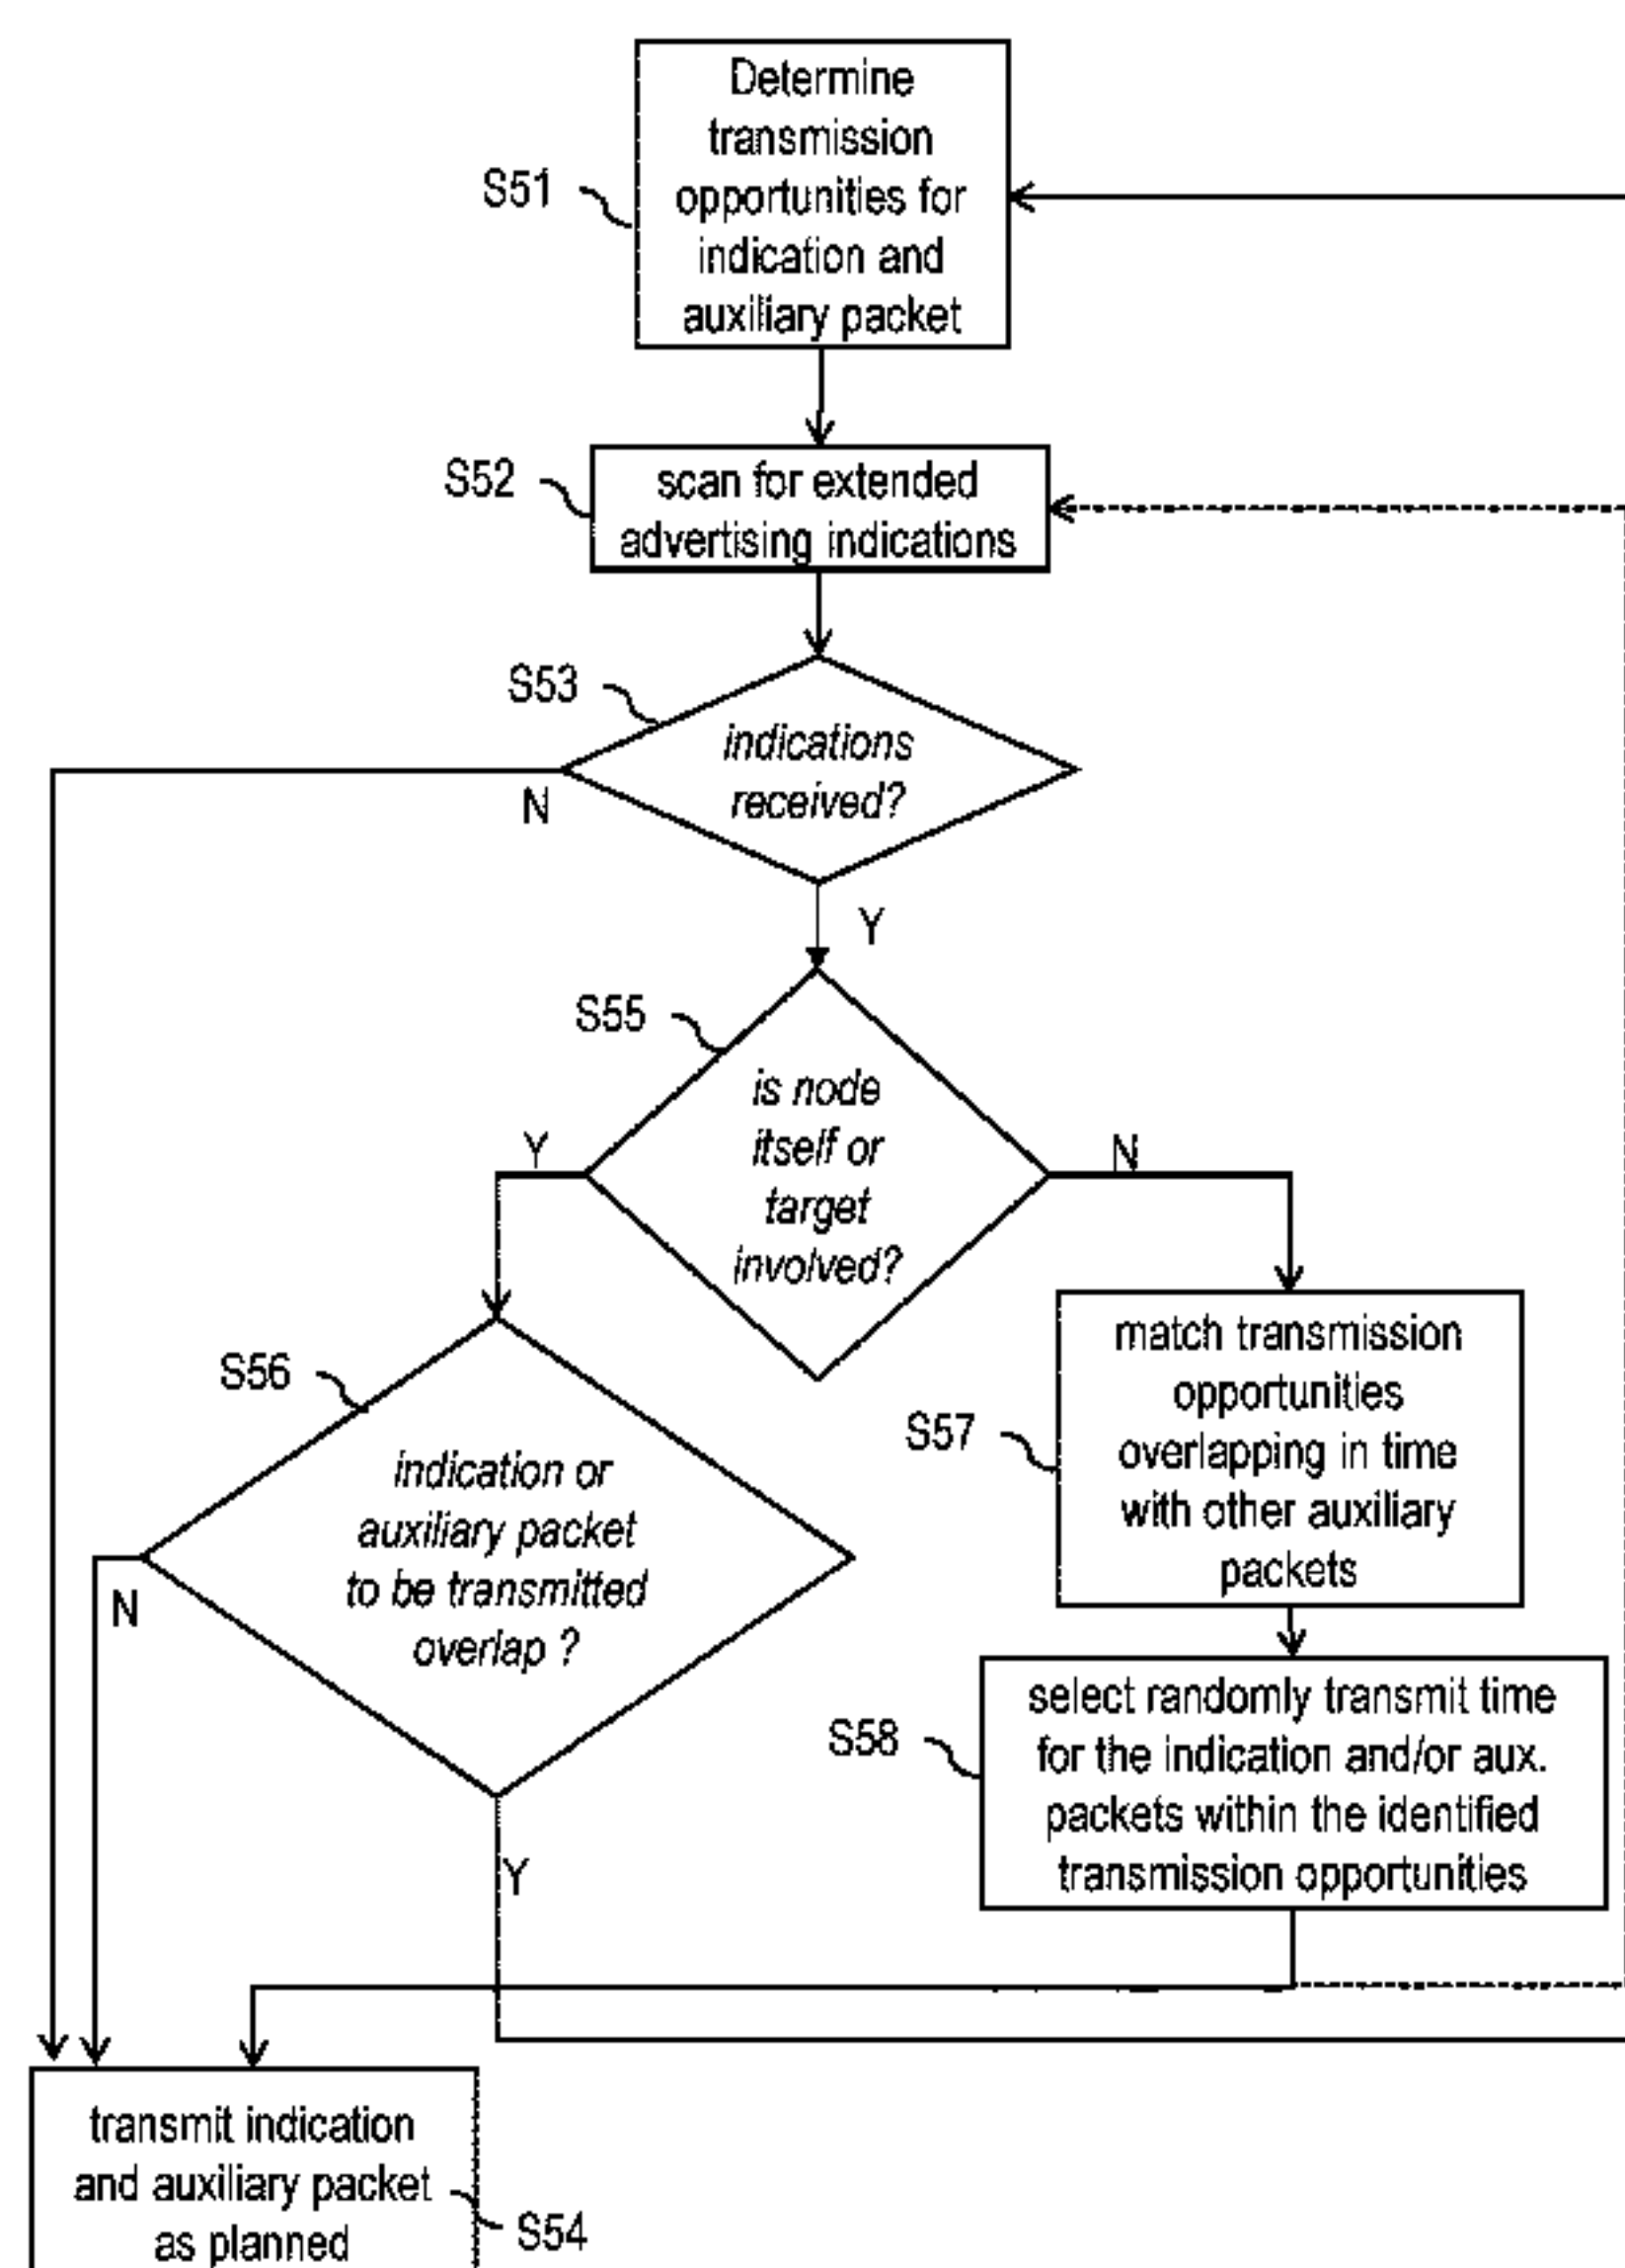 Determine
transmission
opportunities for
indication and
auxiliary packet
S51
S52
scan for extended
advertising indications
S53
indications
received?
N
Y
S55
is node
itself or
target
involved?
Y
N
S56
indication or
auxiliary packet
to be transmitted
overlap ?
N
Y
S57
match transmission
opportunities
overlapping in time
with other auxiliary
packets
S58
select randomly transmit time
for the indication and/or aux.
packets within the identified
transmission opportunities
transmit indication
and auxiliary packet
as planned
S54